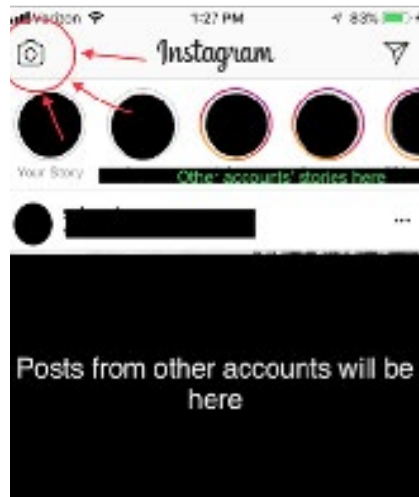 Verizon 1:27 PM 83%
Instagram
Your Story
Other accounts' stories here
Posts from other accounts will be
here